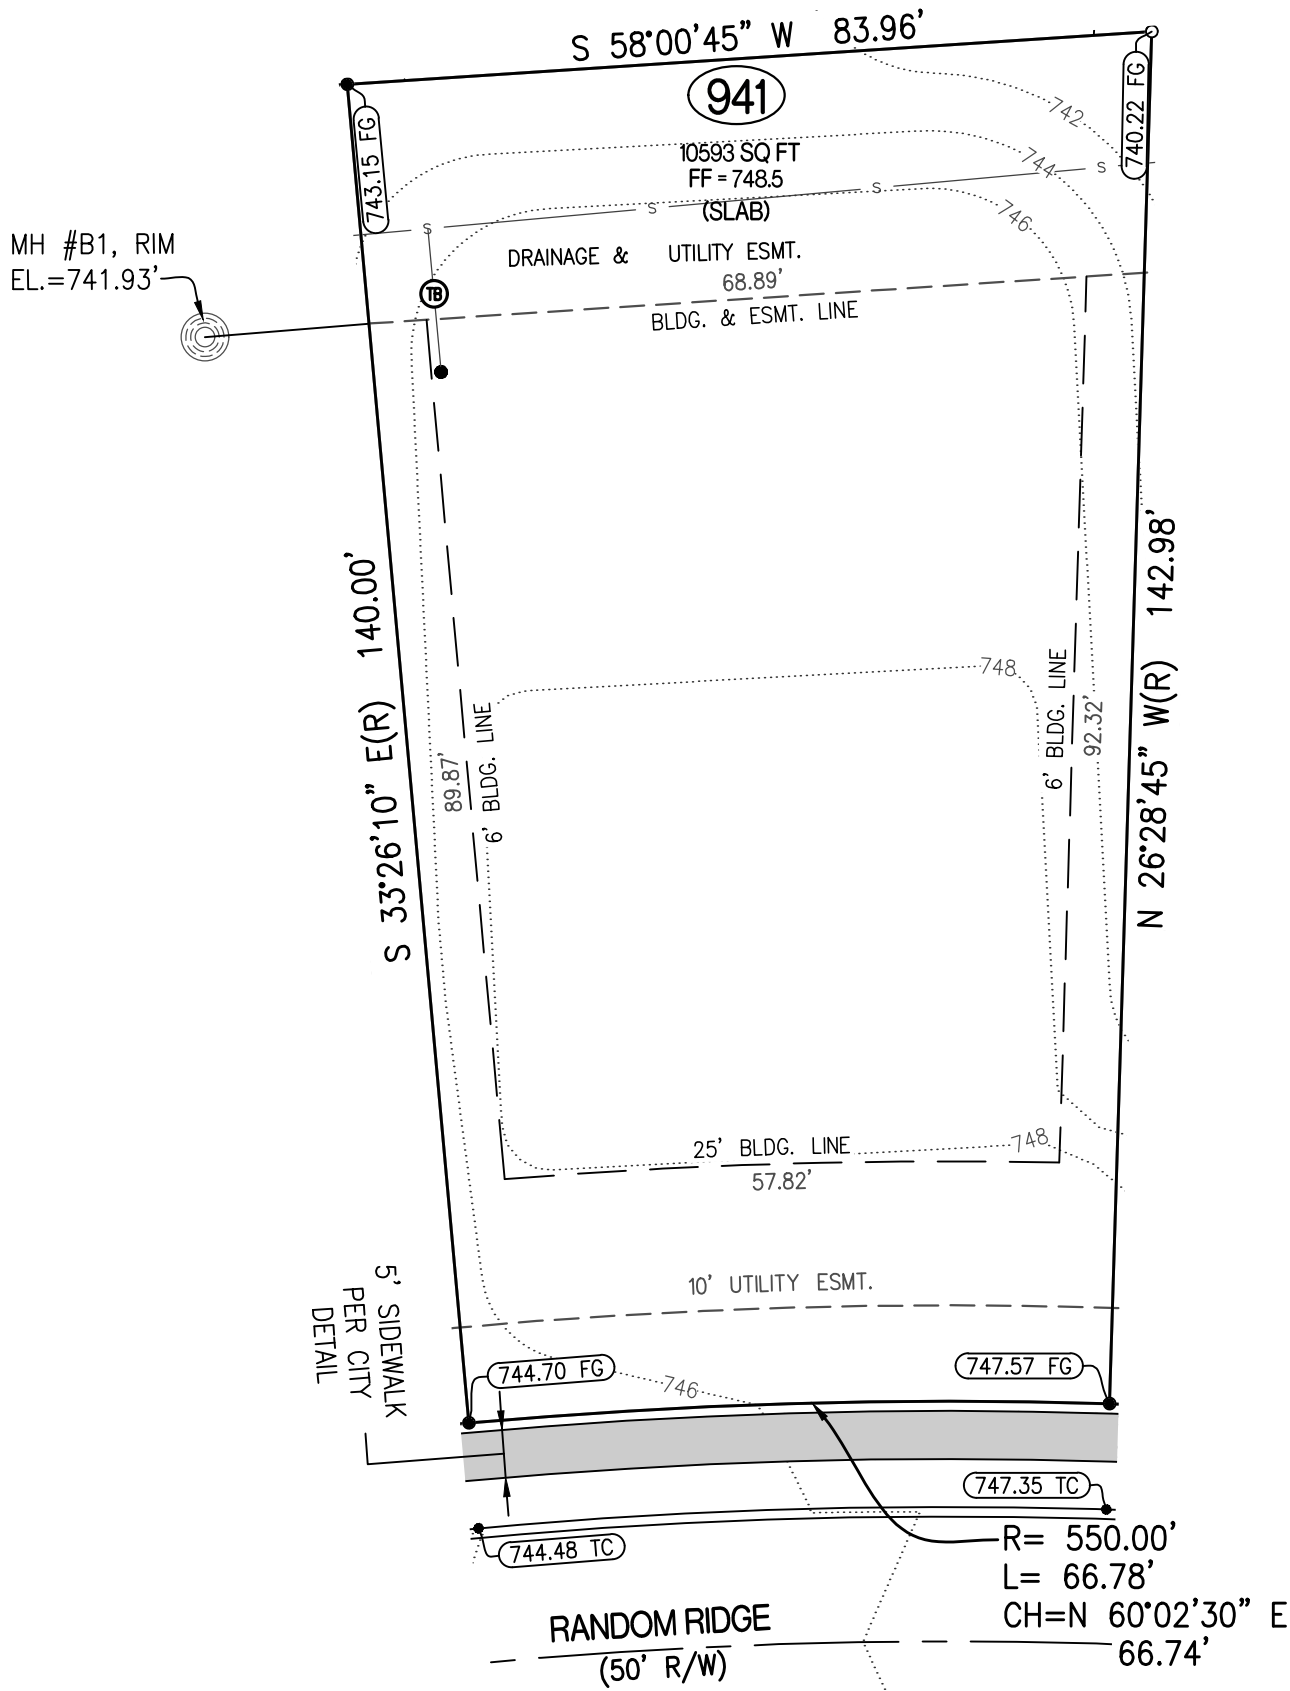 S 58°00'45" W 83.96'
941
10593 SQ FT
FF = 748.5
(SLAB)
743.15 FG
740.22 FG
742
744
746
S
S
S
S
MH #B1, RIM
EL.=741.93'
TB
DRAINAGE & UTILITY ESMT.
68.89'
BLDG. & ESMT. LINE
S 33°26'10" E(R) 140.00'
N 26°28'45" W(R) 142.98'
748
89.87'
6' BLDG. LINE
6' BLDG. LINE
92.32'
25' BLDG. LINE
748
57.82'
10' UTILITY ESMT.
5' SIDEWALK
PER CITY
DETAIL
744.70 FG
746
747.57 FG
747.35 TC
744.48 TC
R= 550.00'
L= 66.78'
CH=N 60°02'30" E
66.74'
RANDOM RIDGE
(50' R/W)